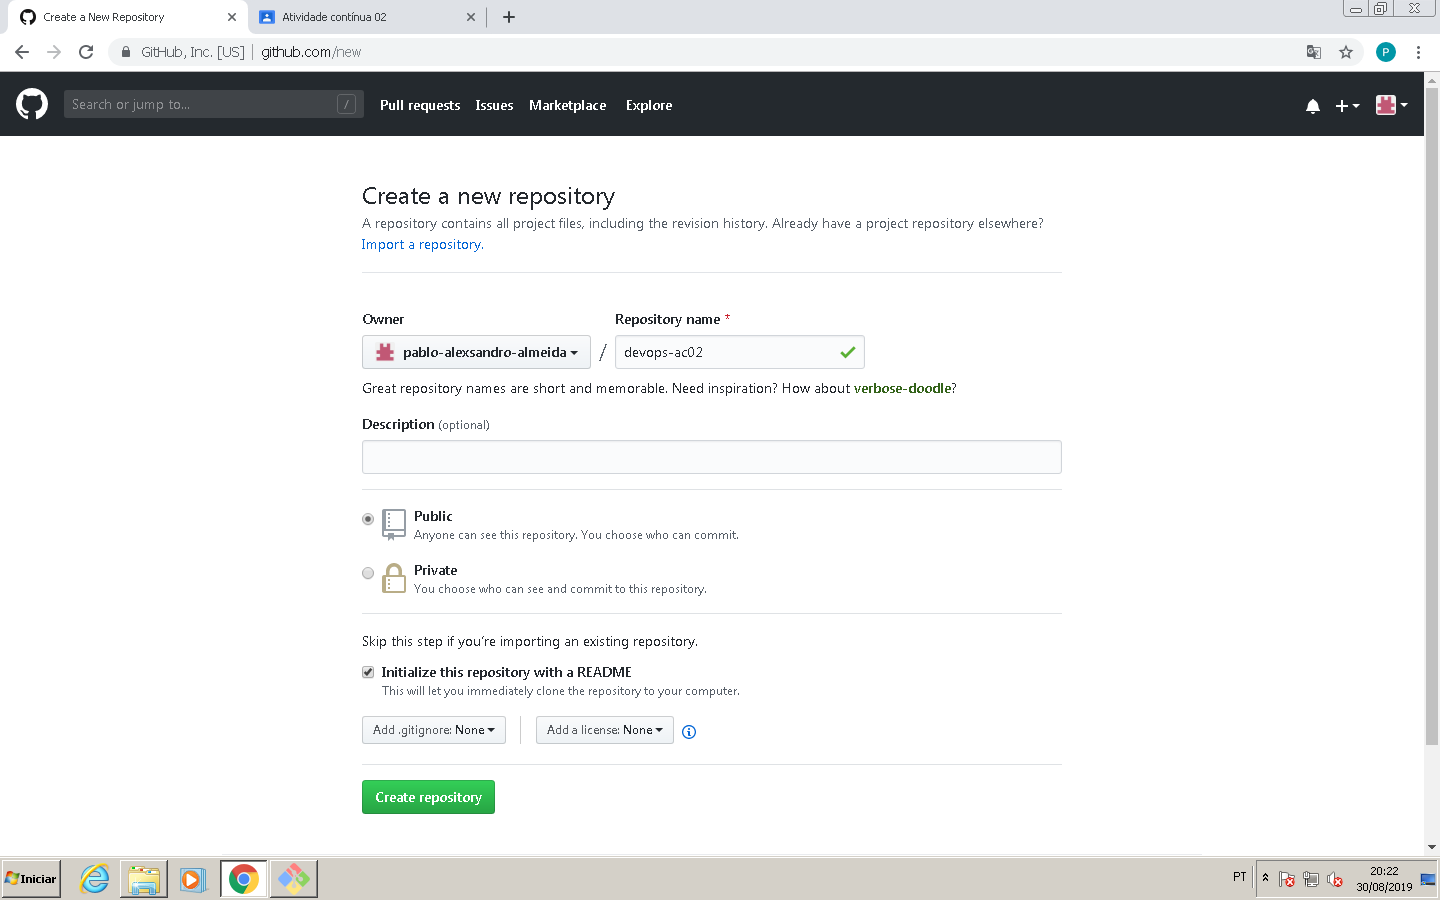 Create a New Repository
Atividade contínua 02
GitHub, Inc. [US] | github.com/new
P
Search or jump to...
/
Pull requests Issues Marketplace Explore
Create a new repository
A repository contains all project files, including the revision history. Already have a project repository elsewhere?
Import a repository.
Owner
Repository name *
pablo-alexsandro-almeida / devops-ac02
Great repository names are short and memorable. Need inspiration? How about verbose-doodle?
Description (optional)
Public
Anyone can see this repository. You choose who can commit.
Private
You choose who can see and commit to this repository.
Skip this step if you're importing an existing repository.
Initialize this repository with a README
This will let you immediately clone the repository to your computer.
Add .gitignore: None
Add a license: None
Create repository
Iniciar
PT
20:22
30/08/2019